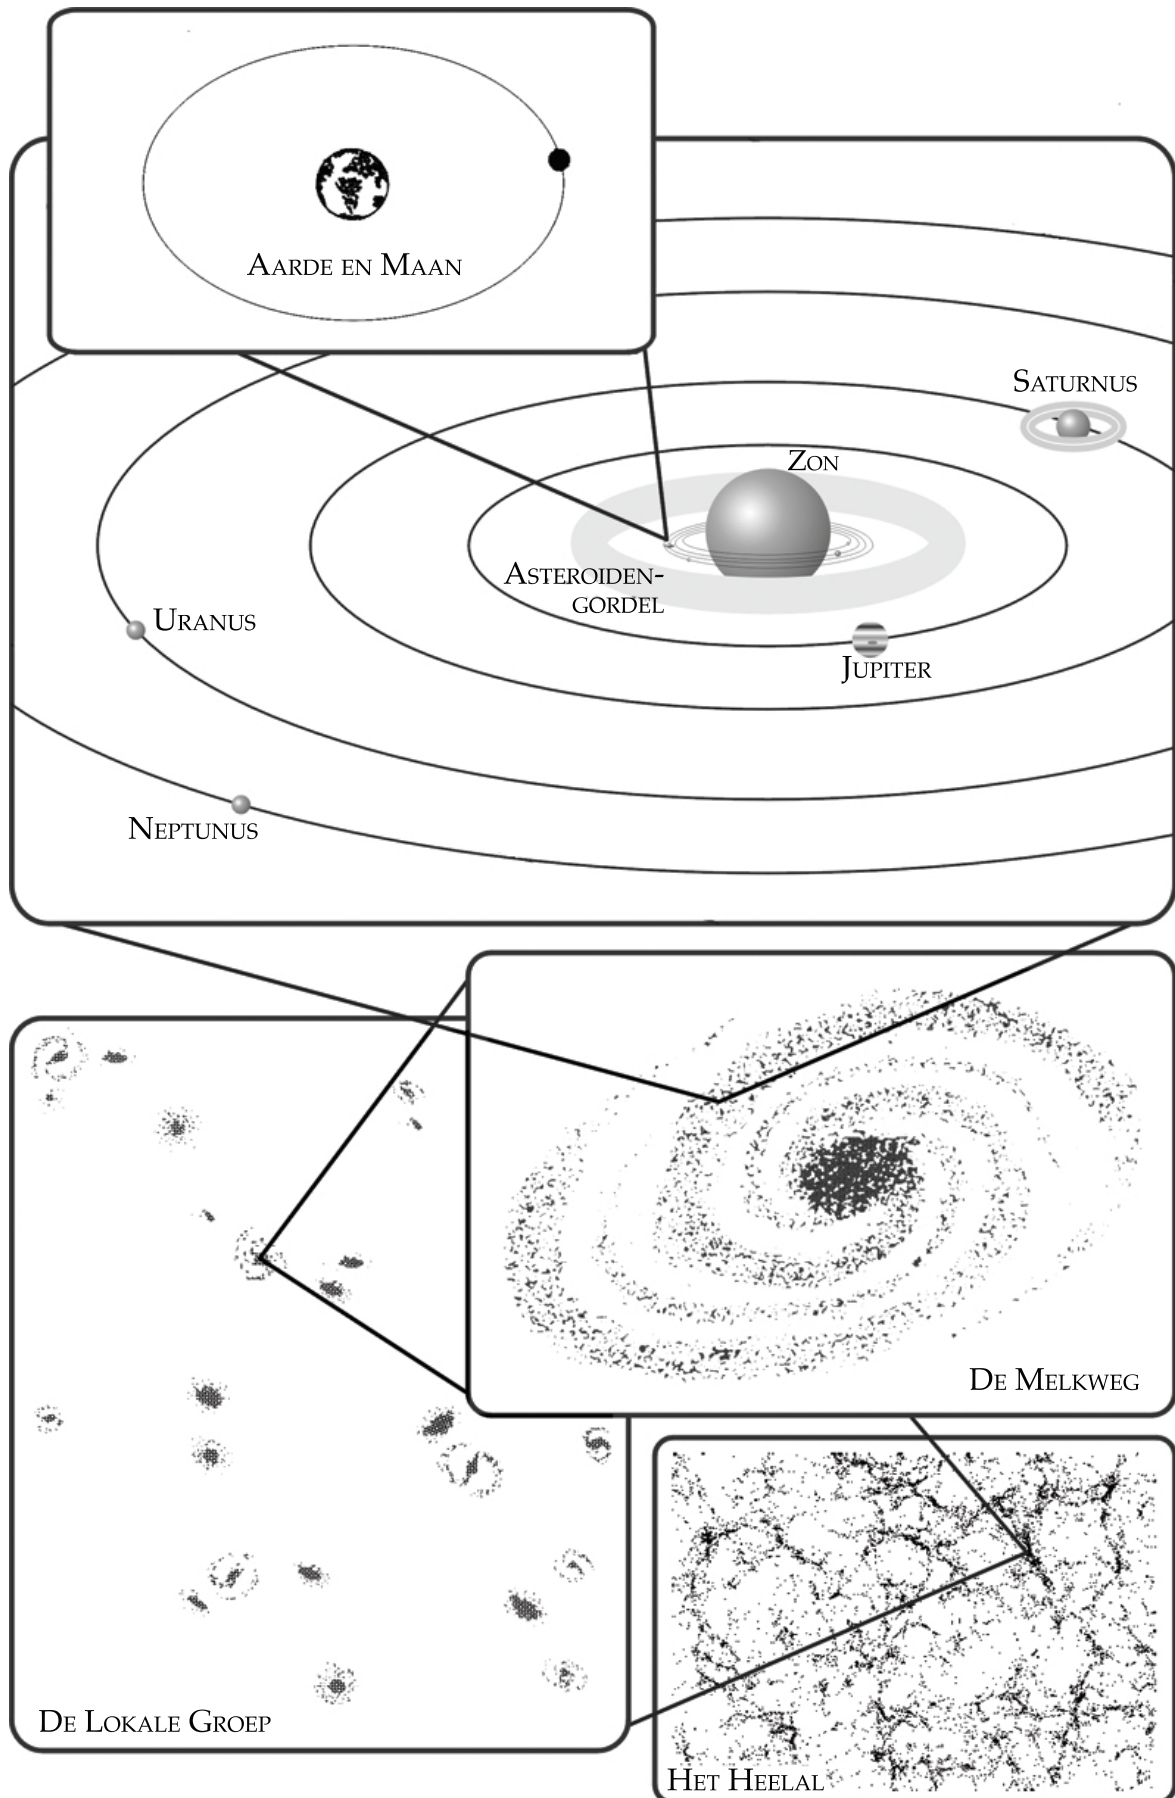 Aarde en Maan
Saturnus
Zon
Asteroiden-
gordel
Uranus
Jupiter
Neptunus
De Melkweg
De Lokale Groep
Het Heelal